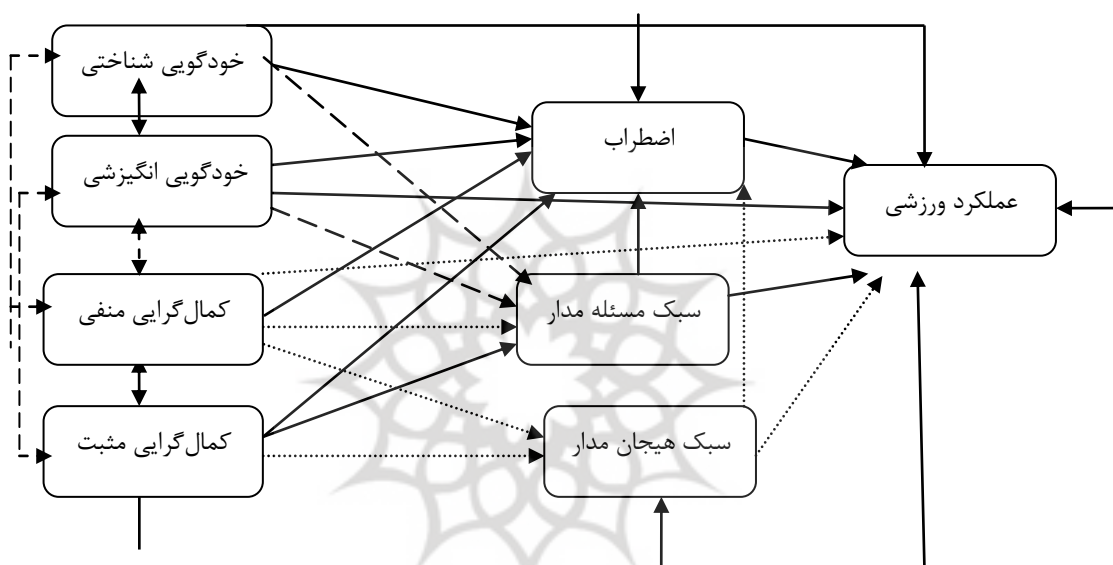 خودگویی شناختی
اضطراب
خودگویی انگیزشی
عملکرد ورزشی
کمال‌گرایی منفی
سبک مسئله مدار
کمال‌گرایی مثبت
سبک هیجان مدار